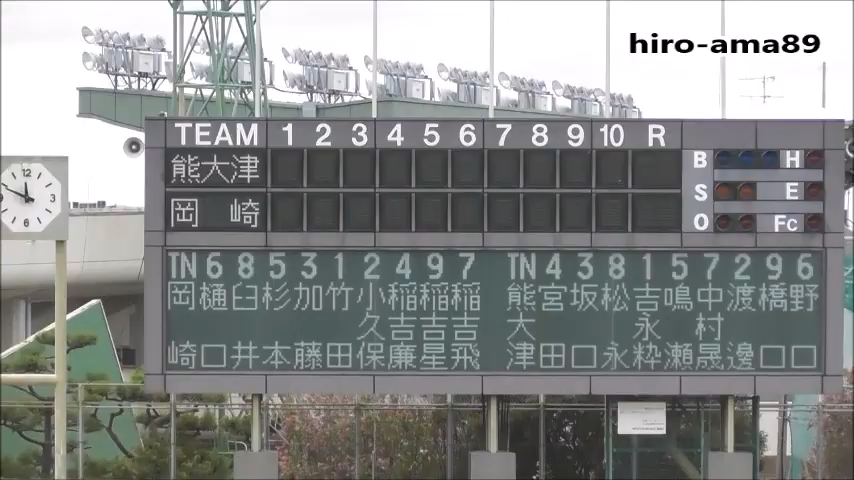 hiro-ama89
TEAM 1 2 3 4 5 6 7 8 9 10 R
熊大津 B H
S E
岡崎 O Fc
TN 6 8 5 3 1 2 4 9 7 TN 4 3 8 1 5 7 2 9 6
岡崎 樋口 臼井 杉本 加藤 竹田 小久保 稲吉廉 稲吉星 稲吉飛 熊大津 宮田 坂口 松永 吉永粋 鳴瀬 中村晟 渡邊 橋口 野口
12
9 3
6